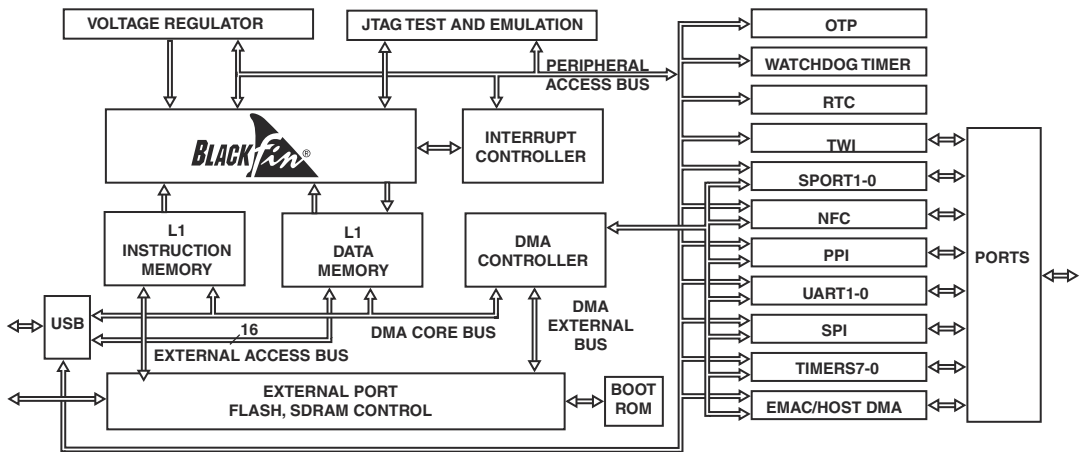 VOLTAGE REGULATOR
JTAG TEST AND EMULATION
PERIPHERAL
ACCESS BUS
BLACKfin®
INTERRUPT
CONTROLLER
L1
INSTRUCTION
MEMORY
L1
DATA
MEMORY
DMA
CONTROLLER
USB
16
DMA CORE BUS
EXTERNAL ACCESS BUS
DMA
EXTERNAL
BUS
EXTERNAL PORT
FLASH, SDRAM CONTROL
BOOT
ROM
OTP
WATCHDOG TIMER
RTC
TWI
SPORT1-0
NFC
PPI
UART1-0
SPI
TIMERS7-0
EMAC/HOST DMA
PORTS